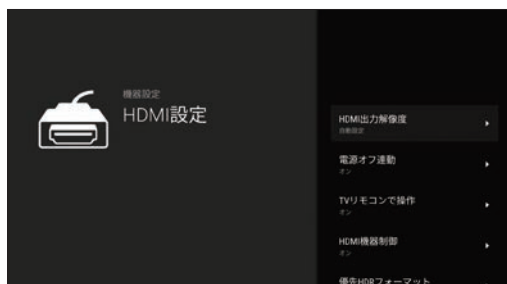 機器設定
HDMI設定
HDMI出力解像度
自動設定
電源オフ連動
オン
TVリモコンで操作
オン
HDMI機器制御
オン
優先HDRフォーマット